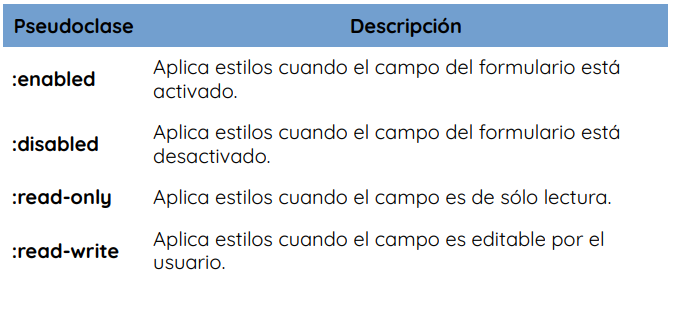 Pseudoclase Descripción
:enabled Aplica estilos cuando el campo del formulario está
activado.
:disabled Aplica estilos cuando el campo del formulario está
desactivado.
:read-only Aplica estilos cuando el campo es de sólo lectura.
:read-write Aplica estilos cuando el campo es editable por el
usuario.